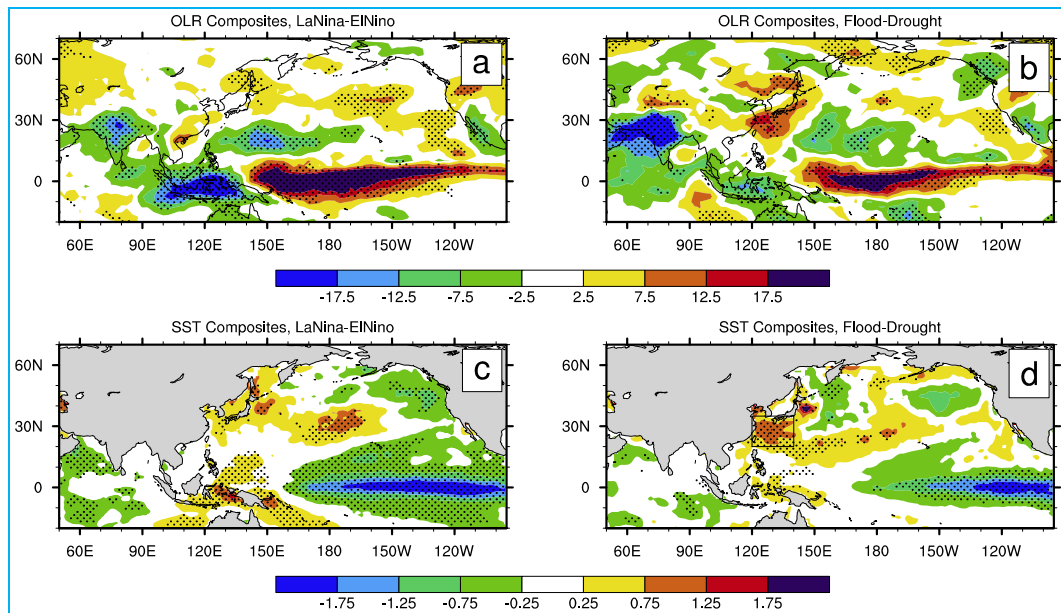 OLR Composites, LaNina-ElNino
OLR Composites, Flood-Drought
60N
30N
0
a
60E 90E 120E 150E 180W 150W 120W
60N
30N
0
b
60E 90E 120E 150E 180W 150W 120W
-17.5 -12.5 -7.5 -2.5 2.5 7.5 12.5 17.5
SST Composites, LaNina-ElNino
SST Composites, Flood-Drought
60N
30N
0
c
60E 90E 120E 150E 180W 150W 120W
60N
30N
0
d
60E 90E 120E 150E 180W 150W 120W
-1.75 -1.25 -0.75 -0.25 0.25 0.75 1.25 1.75